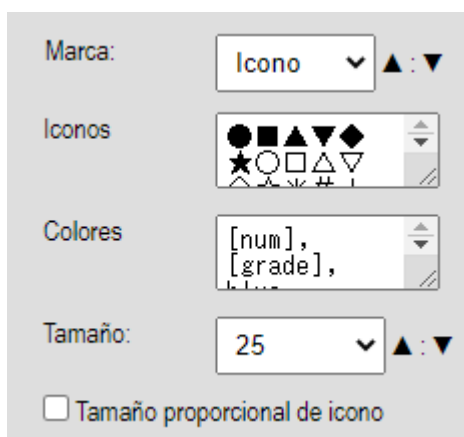 Marca:
Icono ▲ : ▼
Iconos
●■▲▼◆
★○□△▽
Colores
[num],
[grade],
Tamaño:
25 ▲ : ▼
Tamaño proporcional de icono